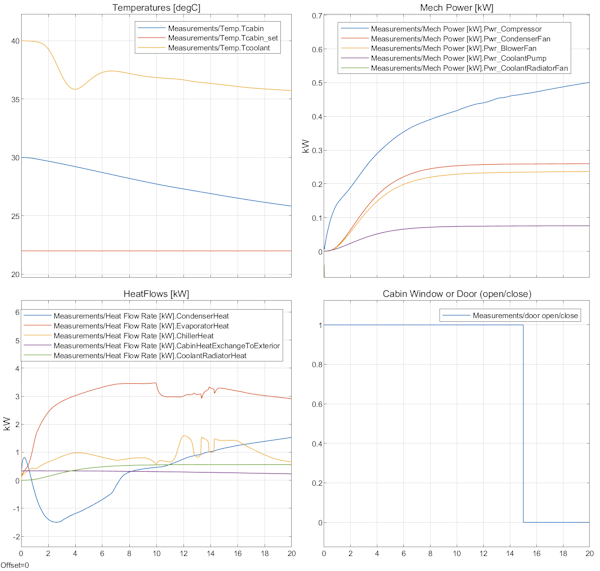 Temperatures [degC]
Measurements/Temp.Tcabin
Measurements/Temp.Tcabin_set
Measurements/Temp.Tcoolant
40
35
30
25
20
0 2 4 6 8 10 12 14 16 18 20
Mech Power [kW]
Measurements/Mech Power [kW].Pwr_Compressor
Measurements/Mech Power [kW].Pwr_CondenserFan
Measurements/Mech Power [kW].Pwr_BlowerFan
Measurements/Mech Power [kW].Pwr_CoolantPump
Measurements/Mech Power [kW].Pwr_CoolantRadiatorFan
kW
0.7
0.6
0.5
0.4
0.3
0.2
0.1
0
0 2 4 6 8 10 12 14 16 18 20
HeatFlows [kW]
Measurements/Heat Flow Rate [kW].CondenserHeat
Measurements/Heat Flow Rate [kW].EvaporatorHeat
Measurements/Heat Flow Rate [kW].ChillerHeat
Measurements/Heat Flow Rate [kW].CabinHeatExchangeToExterior
Measurements/Heat Flow Rate [kW].CoolantRadiatorHeat
kW
6
5
4
3
2
1
0
-1
-2
0 2 4 6 8 10 12 14 16 18 20
Cabin Window or Door (open/close)
Measurements/door open/close
1
0.8
0.6
0.4
0.2
0
0 2 4 6 8 10 12 14 16 18 20
Offset=0